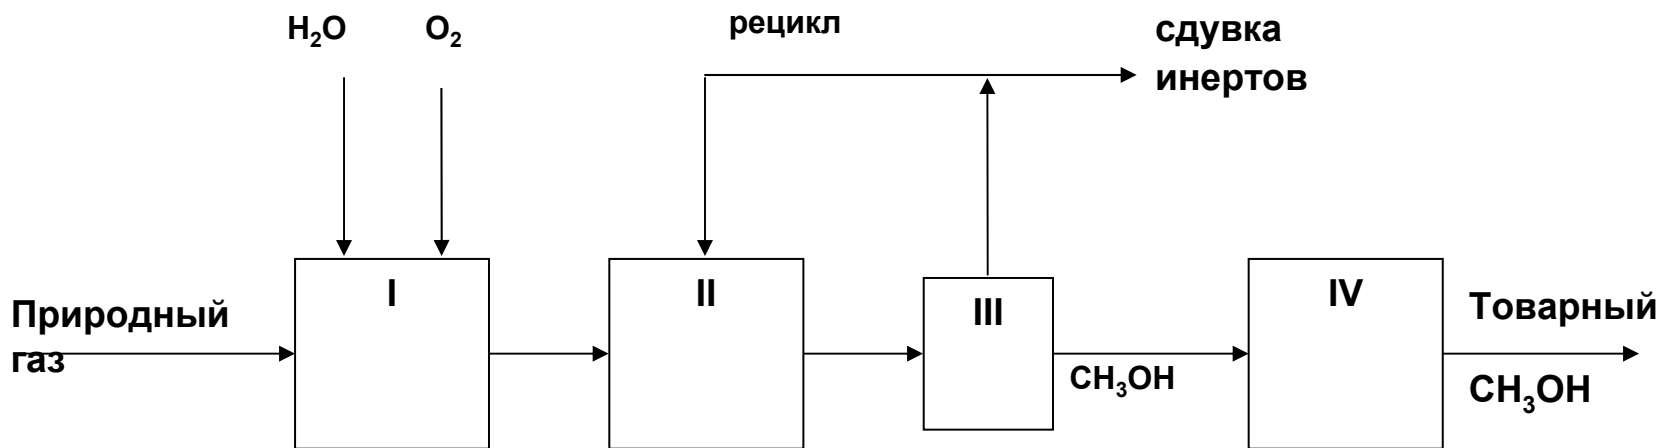 H₂O
O₂
рецикл
сдувка
инертов
I
II
III
IV
Природный
газ
CH₃OH
Товарный
CH₃OH